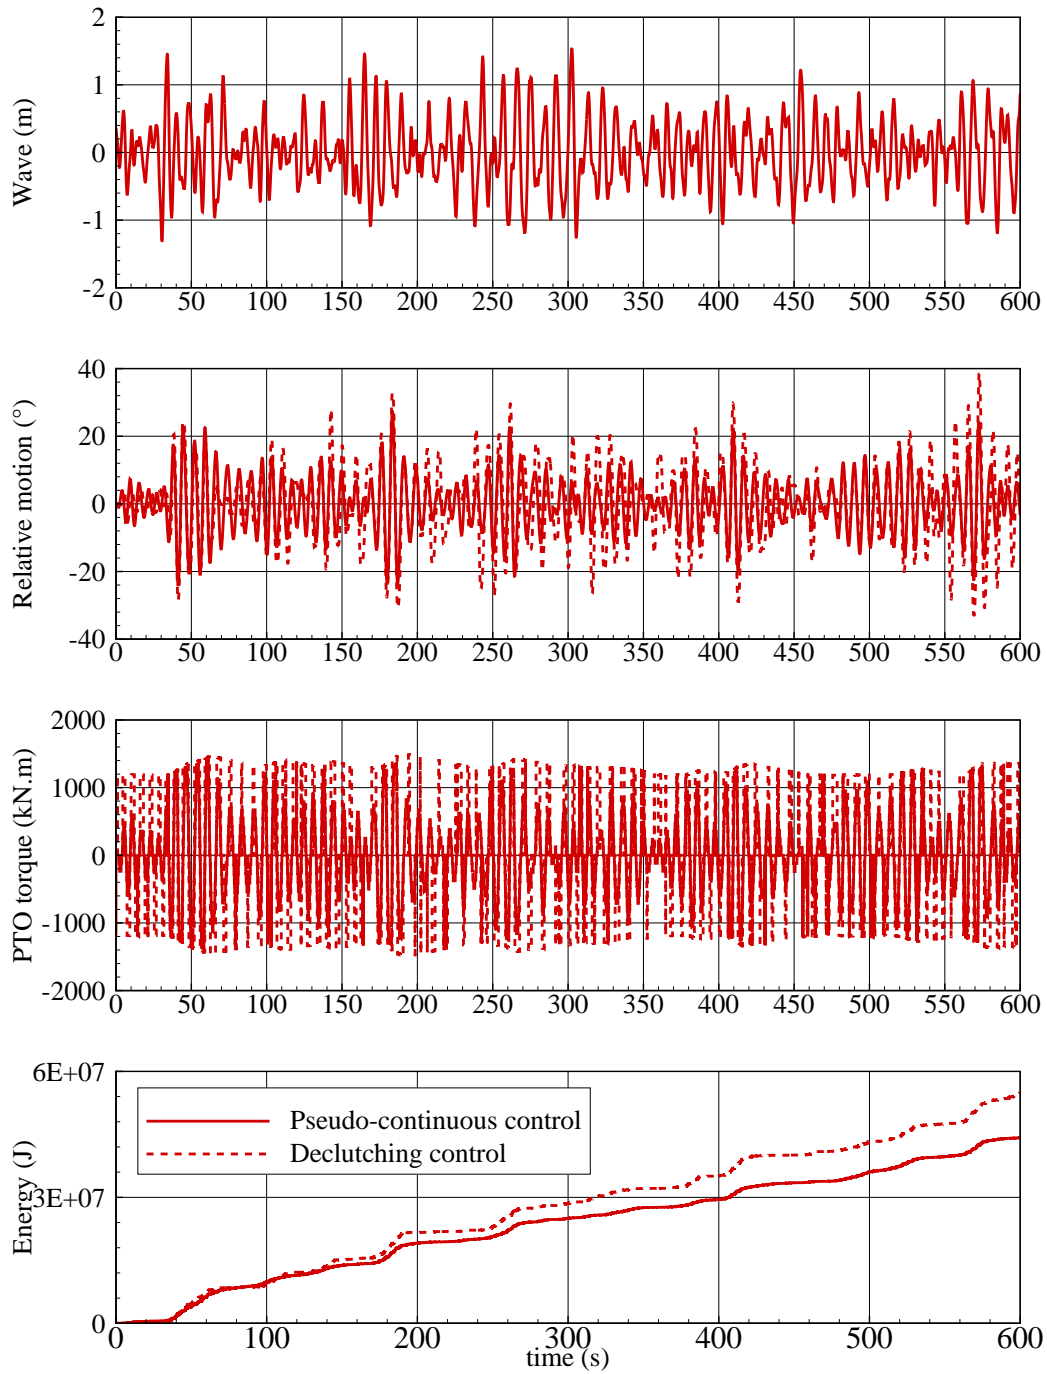 2
1
0
-1
-2
Wave (m)
0 50 100 150 200 250 300 350 400 450 500 550 600
40
20
0
-20
-40
Relative motion (°)
0 50 100 150 200 250 300 350 400 450 500 550 600
2000
1000
0
-1000
-2000
PTO torque (kN.m)
0 50 100 150 200 250 300 350 400 450 500 550 600
6E+07
3E+07
0
Energy (J)
Pseudo-continuous control
Declutching control
0 100 200 300 400 500 600
time (s)